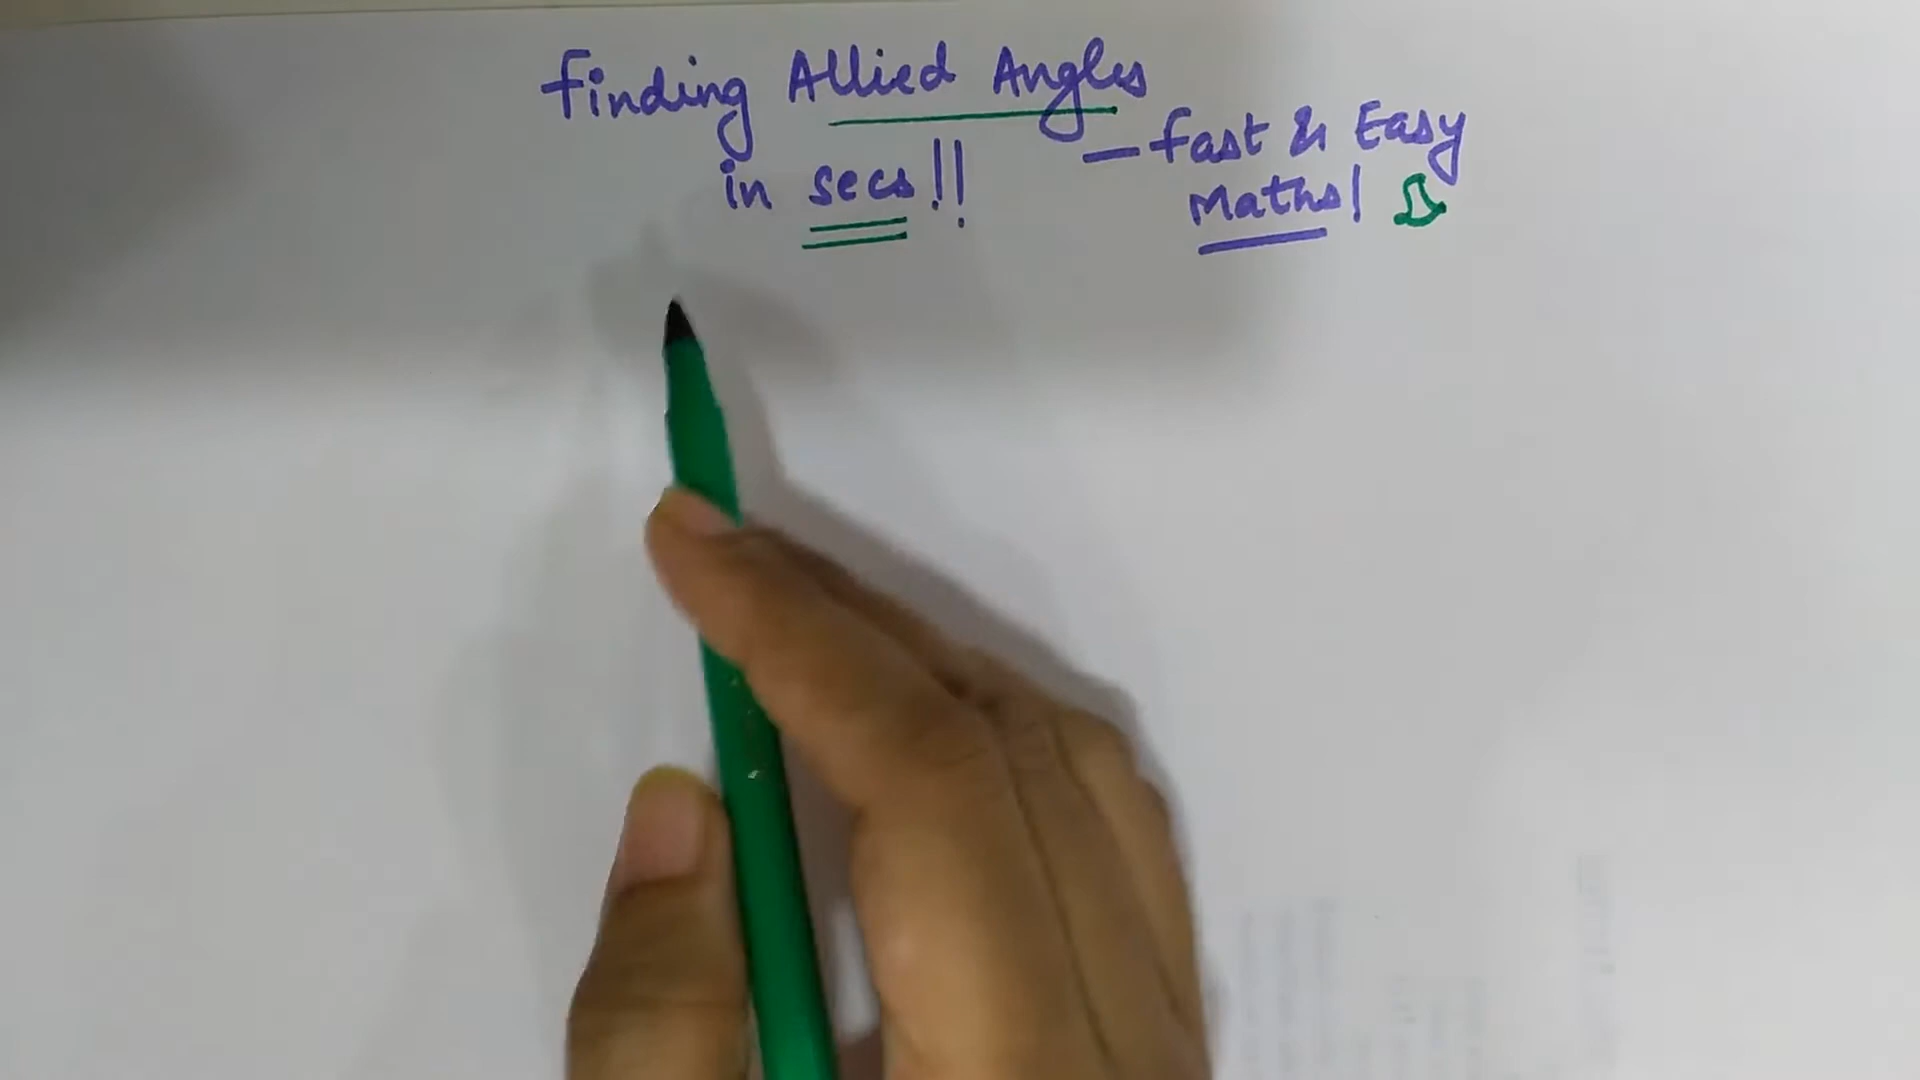 Finding Allied Angles
in secs!!
- Fast & Easy
Maths!